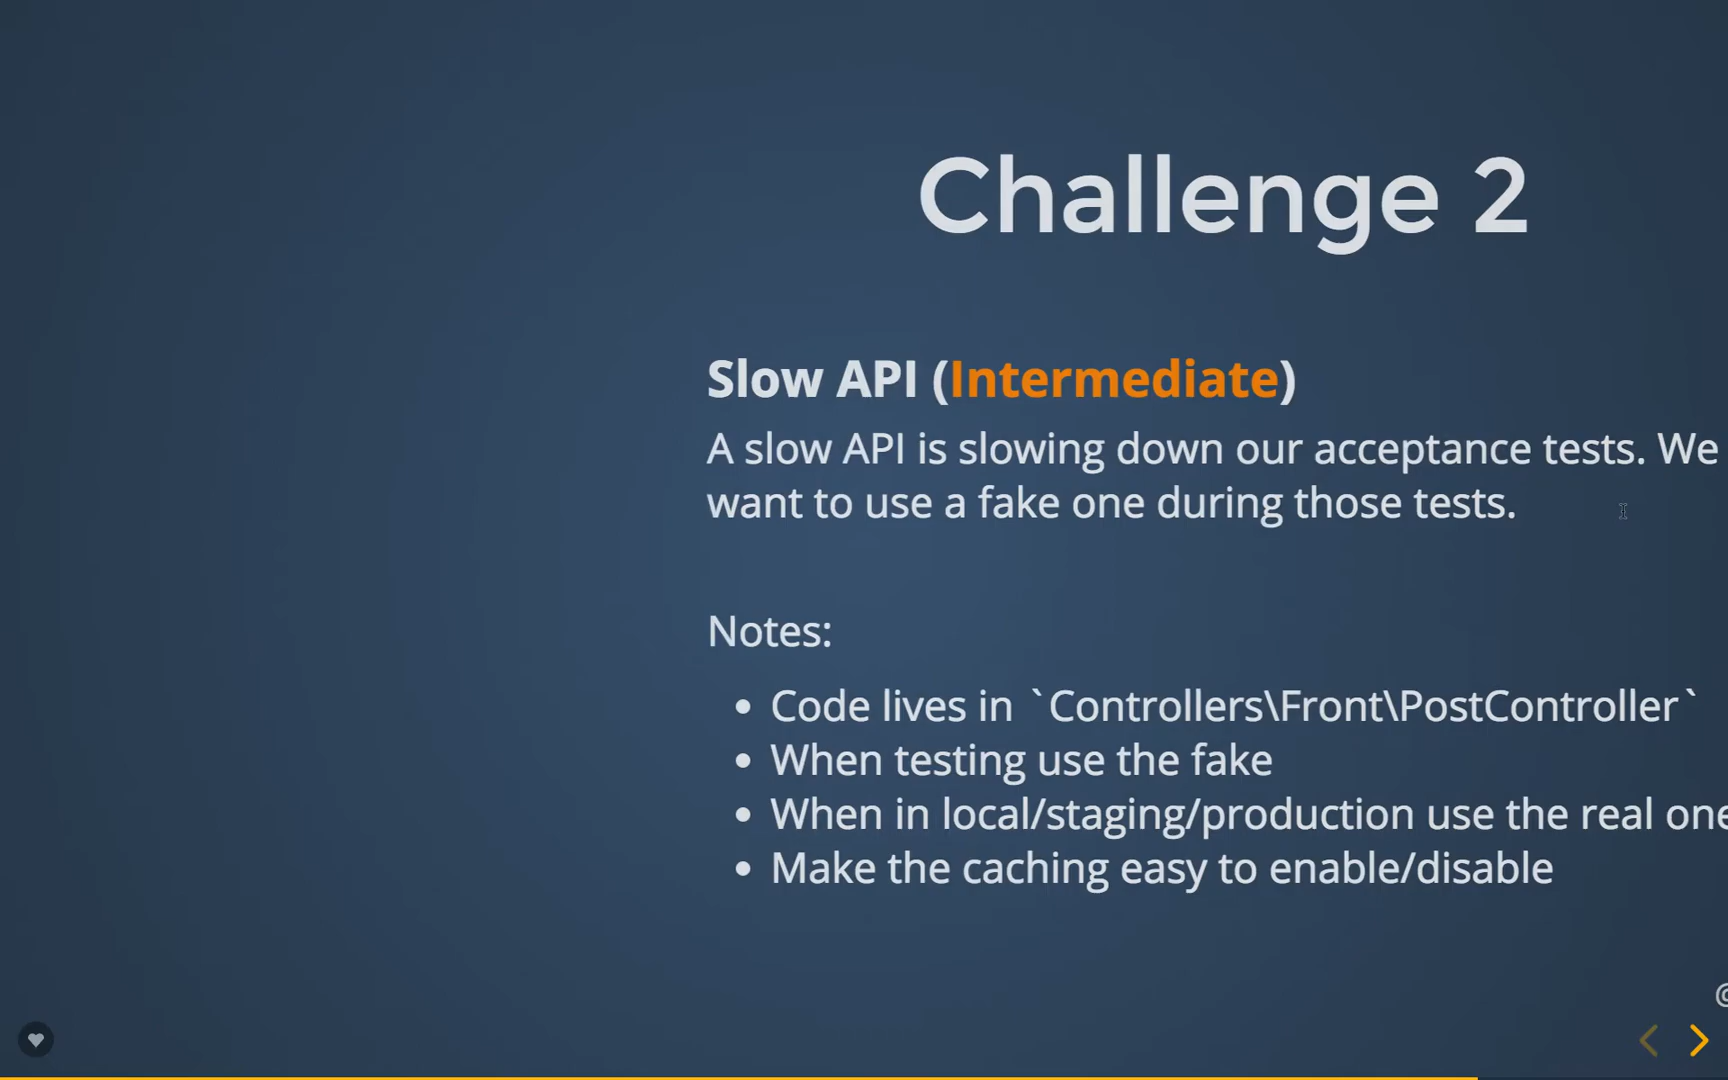 Challenge 2
Slow API (Intermediate)
A slow API is slowing down our acceptance tests. We
want to use a fake one during those tests.
Notes:
• Code lives in `Controllers\Front\PostController`
• When testing use the fake
• When in local/staging/production use the real one
• Make the caching easy to enable/disable